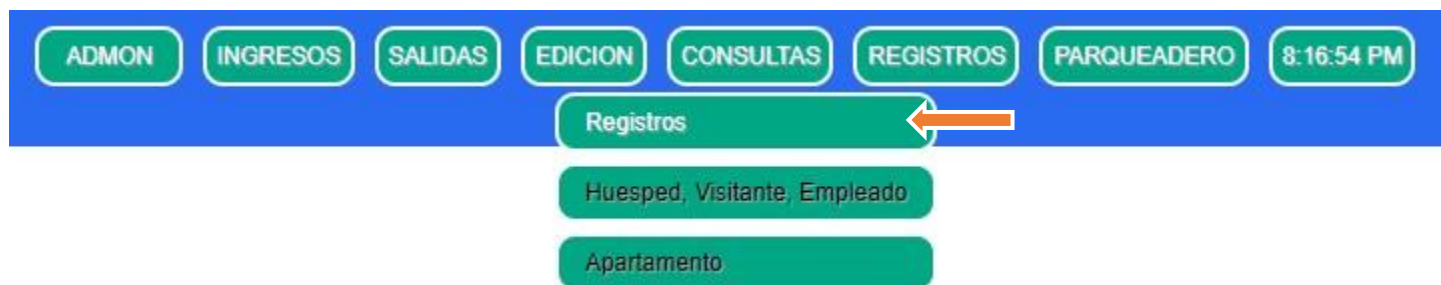 ADMON INGRESOS SALIDAS EDICION CONSULTAS REGISTROS PARQUEADERO 8:16:54 PM
Registros
Huesped, Visitante, Empleado
Apartamento